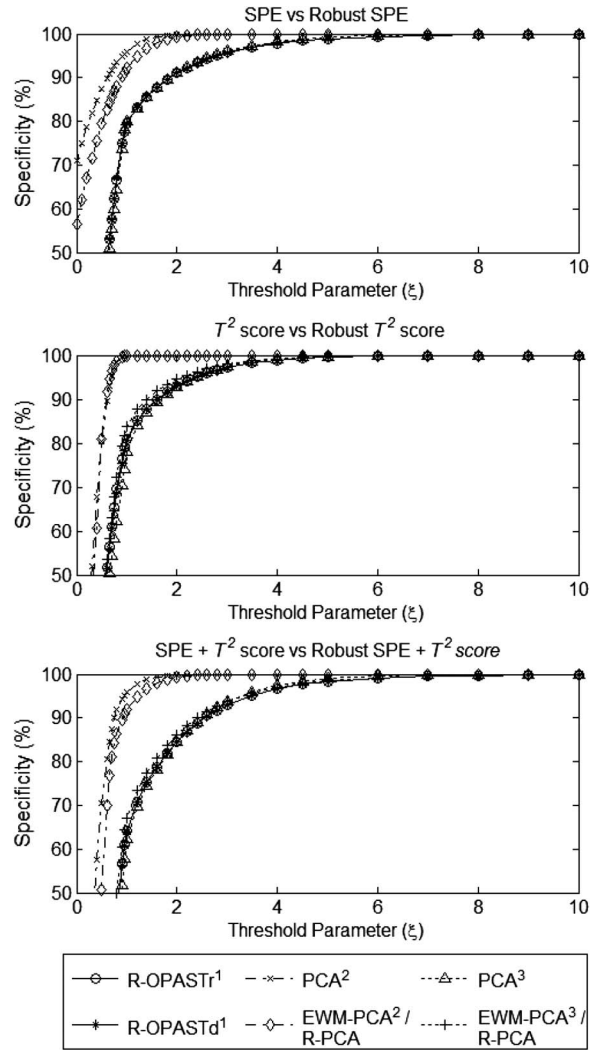 SPE vs Robust SPE
100
90
80
70
60
50
Specificity (%)
0 2 4 6 8 10
Threshold Parameter (ξ)
T² score vs Robust T² score
100
90
80
70
60
50
Specificity (%)
0 2 4 6 8 10
Threshold Parameter (ξ)
SPE + T² score vs Robust SPE + T² score
100
90
80
70
60
50
Specificity (%)
0 2 4 6 8 10
Threshold Parameter (ξ)
R-OPASTr¹ PCA² PCA³
R-OPASTd¹ EWM-PCA² / EWM-PCA³ /
R-PCA R-PCA